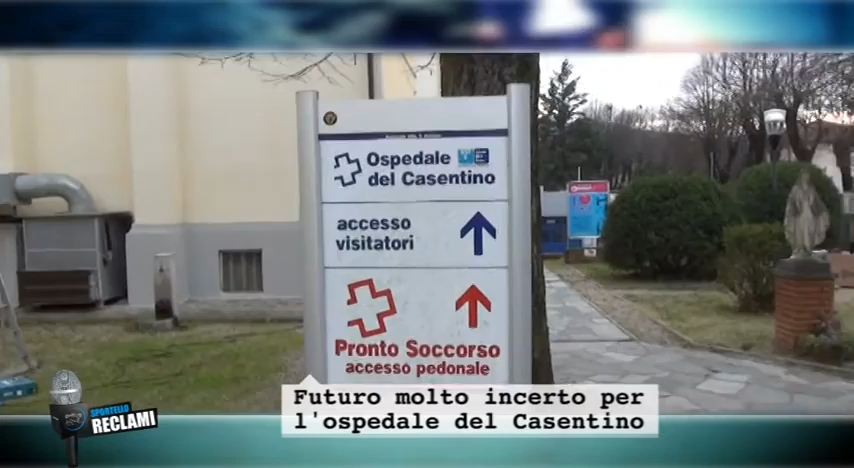 Ospedale
del Casentino
accesso
visitatori
Pronto Soccorso
accesso pedonale
Futuro molto incerto per
l'ospedale del Casentino
SPORTELLO
RECLAMI